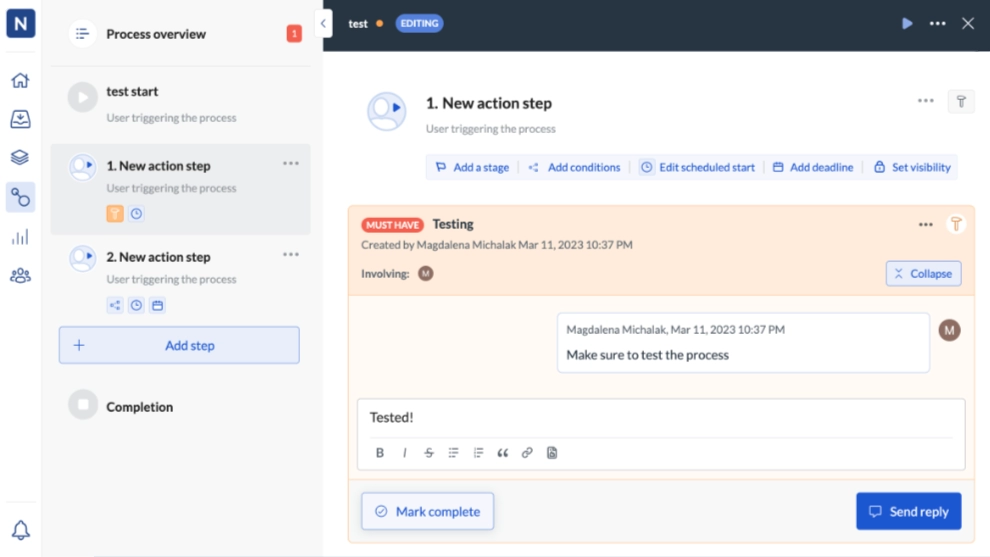 N
Process overview
1
test start
User triggering the process
1. New action step
User triggering the process
2. New action step
User triggering the process
Add step
Completion
test
EDITING
1. New action step
User triggering the process
Add a stage
Add conditions
Edit scheduled start
Add deadline
Set visibility
MUST HAVE Testing
Created by Magdalena Michalak Mar 11, 2023 10:37 PM
Involving: M
Collapse
Magdalena Michalak, Mar 11, 2023 10:37 PM
M
Make sure to test the process
Tested!
B I S
Mark complete
Send reply